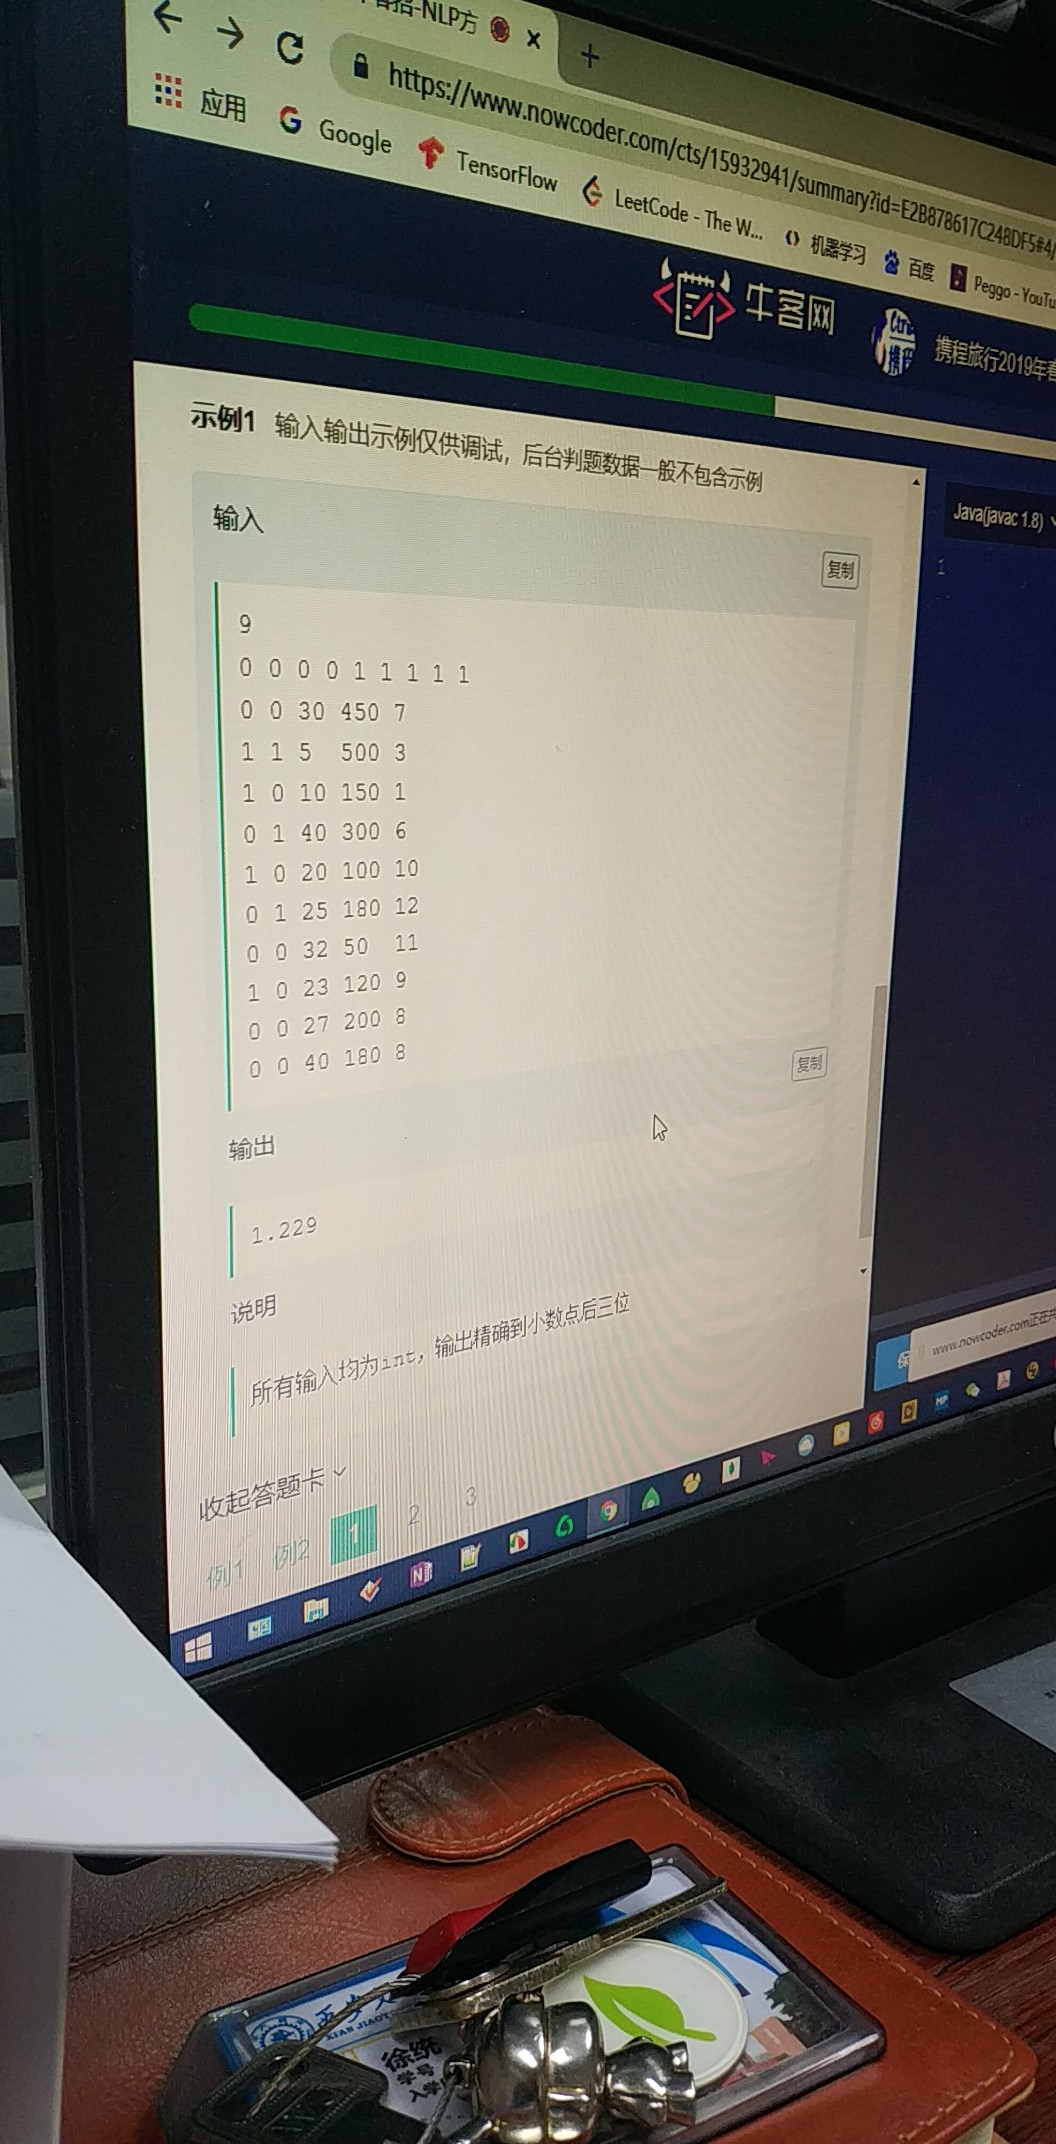 客招-NLP方
https://www.nowcoder.com/cts/15932941/summary?id=E2B878617C248DF5#4/
应用 Google TensorFlow LeetCode - The W... 机器学习 百度 Peggo - YouTu
牛客网 携程 携程旅行2019年春
示例1 输入输出示例仅供调试，后台判题数据一般不包含示例
Java(javac 1.8)
输入
复制
1
9
0 0 0 0 1 1 1 1 1
0 0 30 450 7
1 1 5 500 3
1 0 10 150 1
0 1 40 300 6
1 0 20 100 10
0 1 25 180 12
0 0 32 50 11
1 0 23 120 9
0 0 27 200 8
0 0 40 180 8
复制
输出
1.229
说明
所有输入均为int，输出精确到小数点后三位
www.nowcoder.com正在共
收起答题卡
例1 例2 1 2 3
XIAN JIAOT
徐统
学号
入学